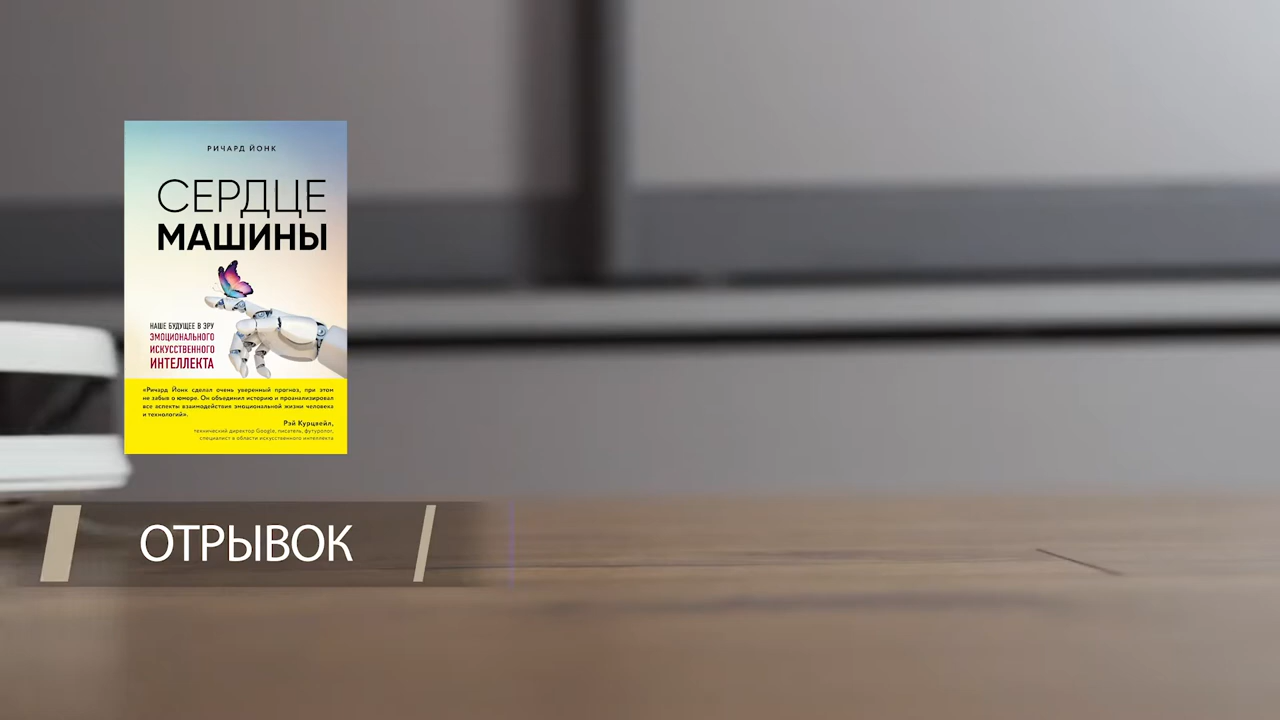 РИЧАРД ЙОНК
СЕРДЦЕ
МАШИНЫ
НАШЕ БУДУЩЕЕ В ЭРУ
ЭМОЦИОНАЛЬНОГО
ИСКУССТВЕННОГО
ИНТЕЛЛЕКТА
«Ричард Йонк сделал очень уверенный прогноз, при этом
не забыв о юморе. Он объединил историю и проанализировал
все аспекты взаимодействия эмоциональной жизни человека
и технологий».
Рэй Курцвейл,
технический директор Google, писатель, футуролог,
специалист в области искусственного интеллекта
ОТРЫВОК